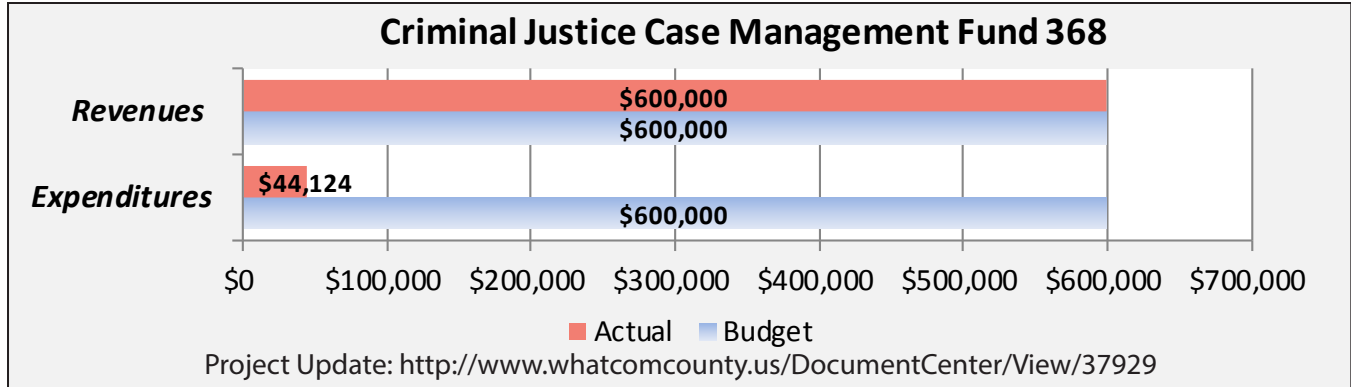 Criminal Justice Case Management Fund 368
Revenues
$600,000
$600,000
Expenditures
$44,124
$600,000
$0 $100,000 $200,000 $300,000 $400,000 $500,000 $600,000 $700,000
Actual Budget
Project Update: http://www.whatcomcounty.us/DocumentCenter/View/37929